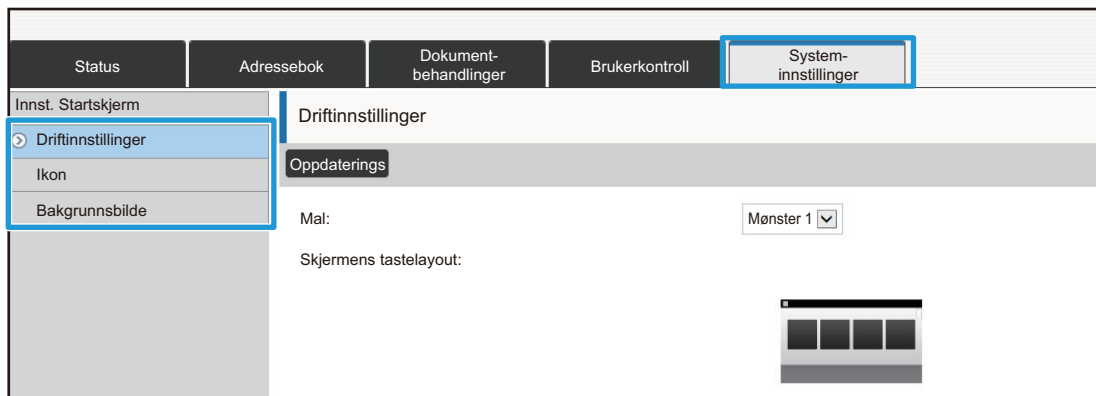 Status
Adressebok
Dokument-
behandlinger
Brukerkontroll
System-
innstillinger
Innst. Startskjerm
Driftinnstillinger
Ikon
Bakgrunnsbilde
Driftinnstillinger
Oppdaterings
Mal:
Mønster 1
Skjermens tastelayout: